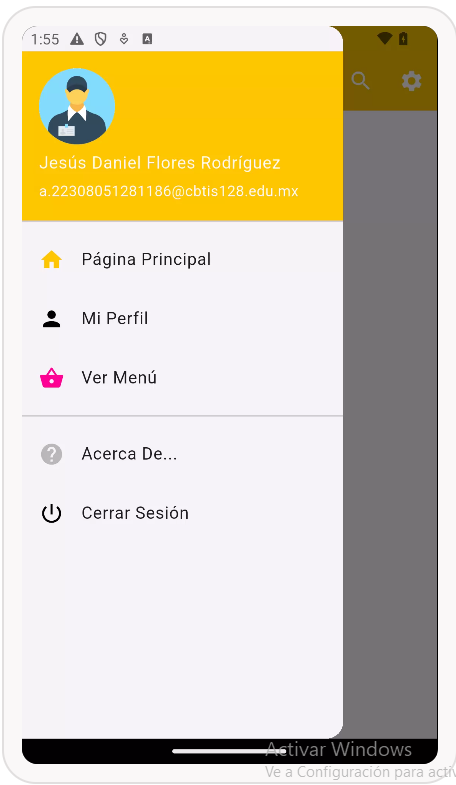 1:55
A
Jesús Daniel Flores Rodríguez
a.22308051281186@cbtis128.edu.mx
Página Principal
Mi Perfil
Ver Menú
Acerca De...
Cerrar Sesión
Activar Windows
Ve a Configuración para activ